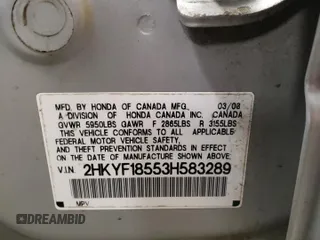 MFD. BY HONDA OF CANADA MFG. 03/08
A DIVISION OF HONDA CANADA INC. CANADA
GVWR 5950LBS GAWR F 2865LBS R 3155LBS
THIS VEHICLE CONFORMS TO ALL APPLICABLE
FEDERAL MOTOR VEHICLE SAFETY
AND THEFT PREVENTION STANDARDS IN EFFECT
ON THE DATE OF MANUFACTURE SHOWN ABOVE.
V.I.N. 2HKYF18553H583289
MPV
DREAMBID